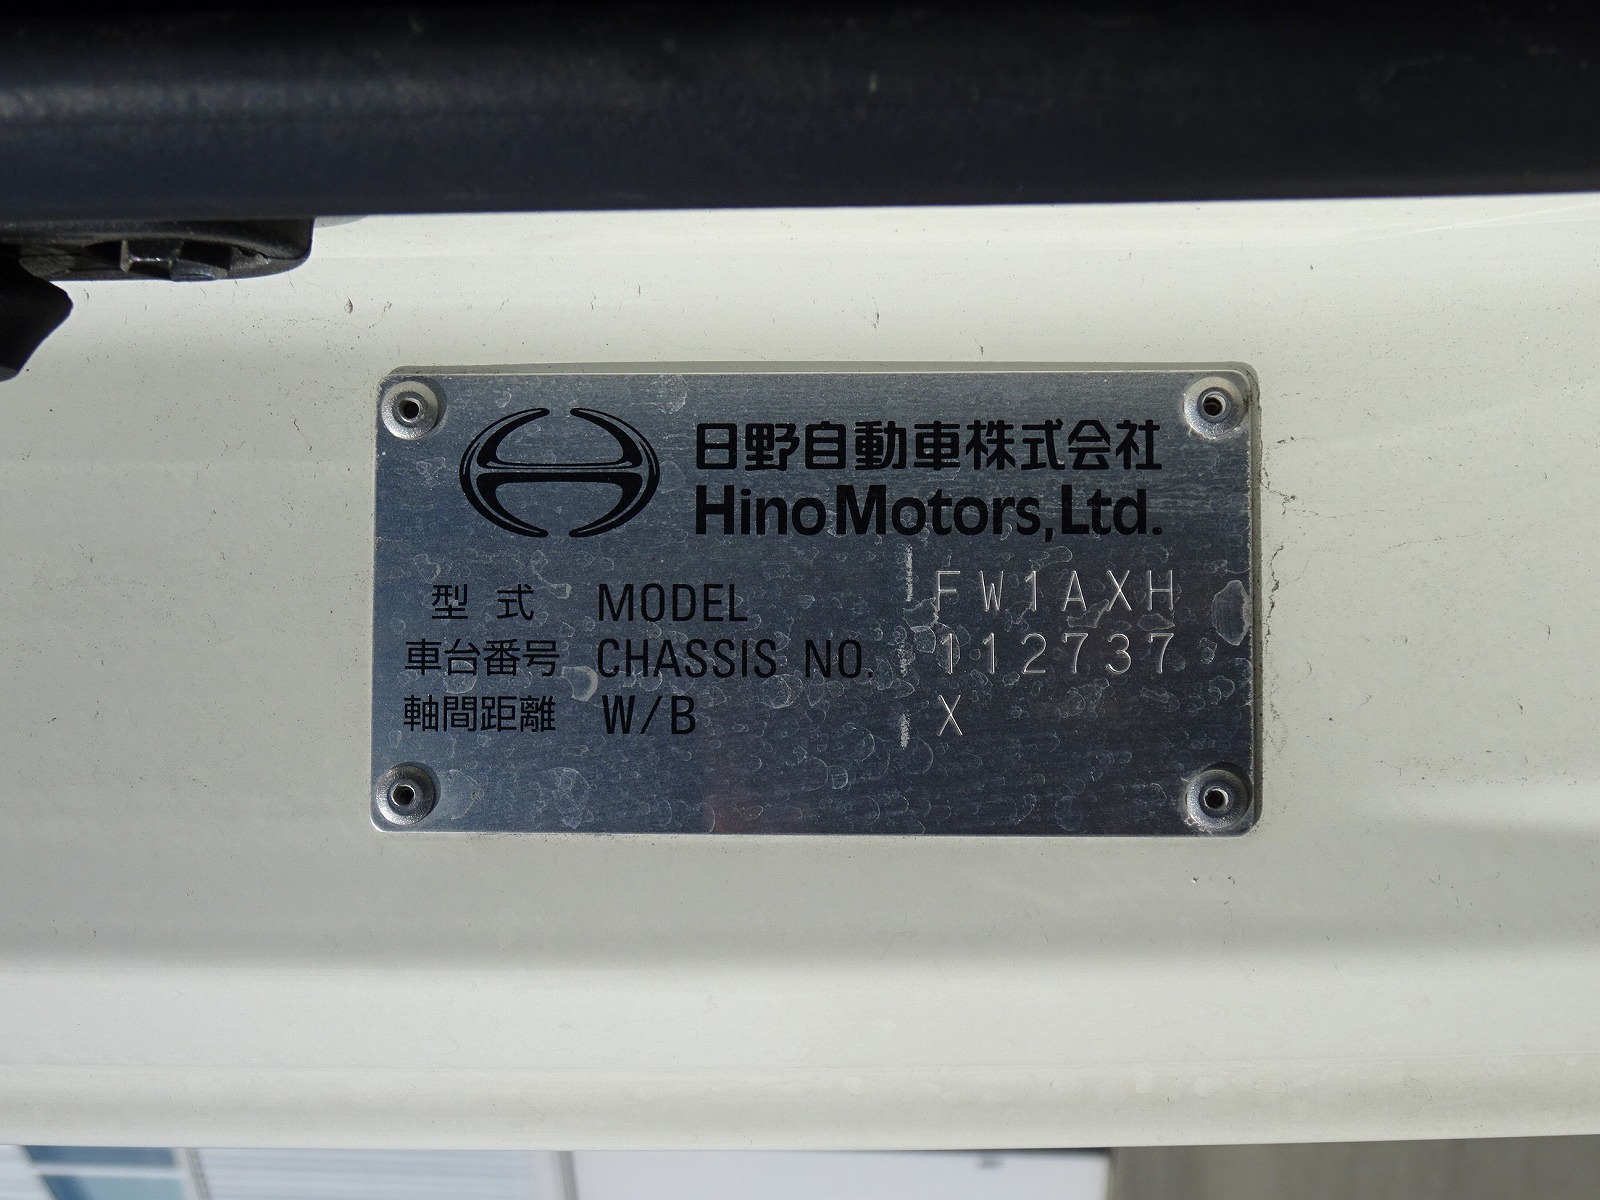 日野自動車株式会社
Hino Motors, Ltd.
型式 MODEL FW1AXH
車台番号 CHASSIS NO. 112737
軸間距離 W/B X